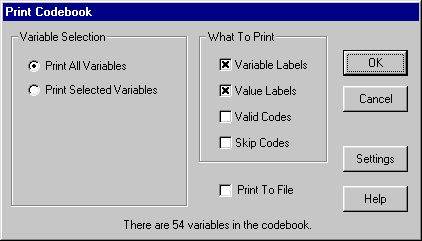 Print Codebook
Variable Selection
Print All Variables
Print Selected Variables
What To Print
Variable Labels
Value Labels
Valid Codes
Skip Codes
Print To File
OK
Cancel
Settings
Help
There are 54 variables in the codebook.